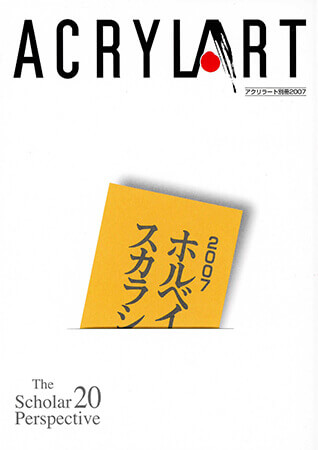 ACRYLART
アクリラート別冊2007
2007
ホルベイ
スカラシ
The
Scholar 20
Perspective